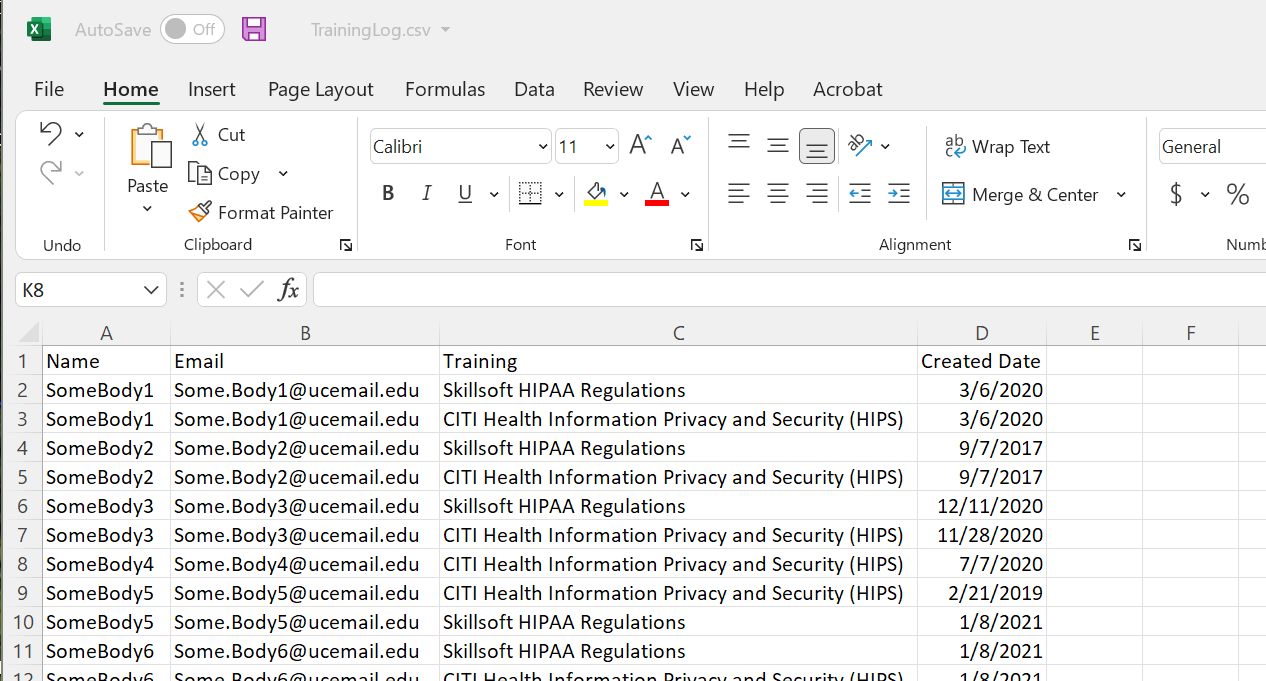 AutoSave Off TrainingLog.csv
File Home Insert Page Layout Formulas Data Review View Help Acrobat
Cut
Calibri 11 A A
ab Wrap Text
General
Copy
Paste
B I U A
Merge & Center
$ %
Format Painter
Undo Clipboard Font Alignment Numb
K8 fx
A B C D E F
1 Name Email Training Created Date
2 SomeBody1 Some.Body1@ucemail.edu Skillsoft HIPAA Regulations 3/6/2020
3 SomeBody1 Some.Body1@ucemail.edu CITI Health Information Privacy and Security (HIPS) 3/6/2020
4 SomeBody2 Some.Body2@ucemail.edu Skillsoft HIPAA Regulations 9/7/2017
5 SomeBody2 Some.Body2@ucemail.edu CITI Health Information Privacy and Security (HIPS) 9/7/2017
6 SomeBody3 Some.Body3@ucemail.edu Skillsoft HIPAA Regulations 12/11/2020
7 SomeBody3 Some.Body3@ucemail.edu CITI Health Information Privacy and Security (HIPS) 11/28/2020
8 SomeBody4 Some.Body4@ucemail.edu CITI Health Information Privacy and Security (HIPS) 7/7/2020
9 SomeBody5 Some.Body5@ucemail.edu CITI Health Information Privacy and Security (HIPS) 2/21/2019
10 SomeBody5 Some.Body5@ucemail.edu Skillsoft HIPAA Regulations 1/8/2021
11 SomeBody6 Some.Body6@ucemail.edu Skillsoft HIPAA Regulations 1/8/2021
12 SomeBody6 Some.Body6@ucemail.edu CITI Health Information Privacy and Security (HIPS) 1/8/2021